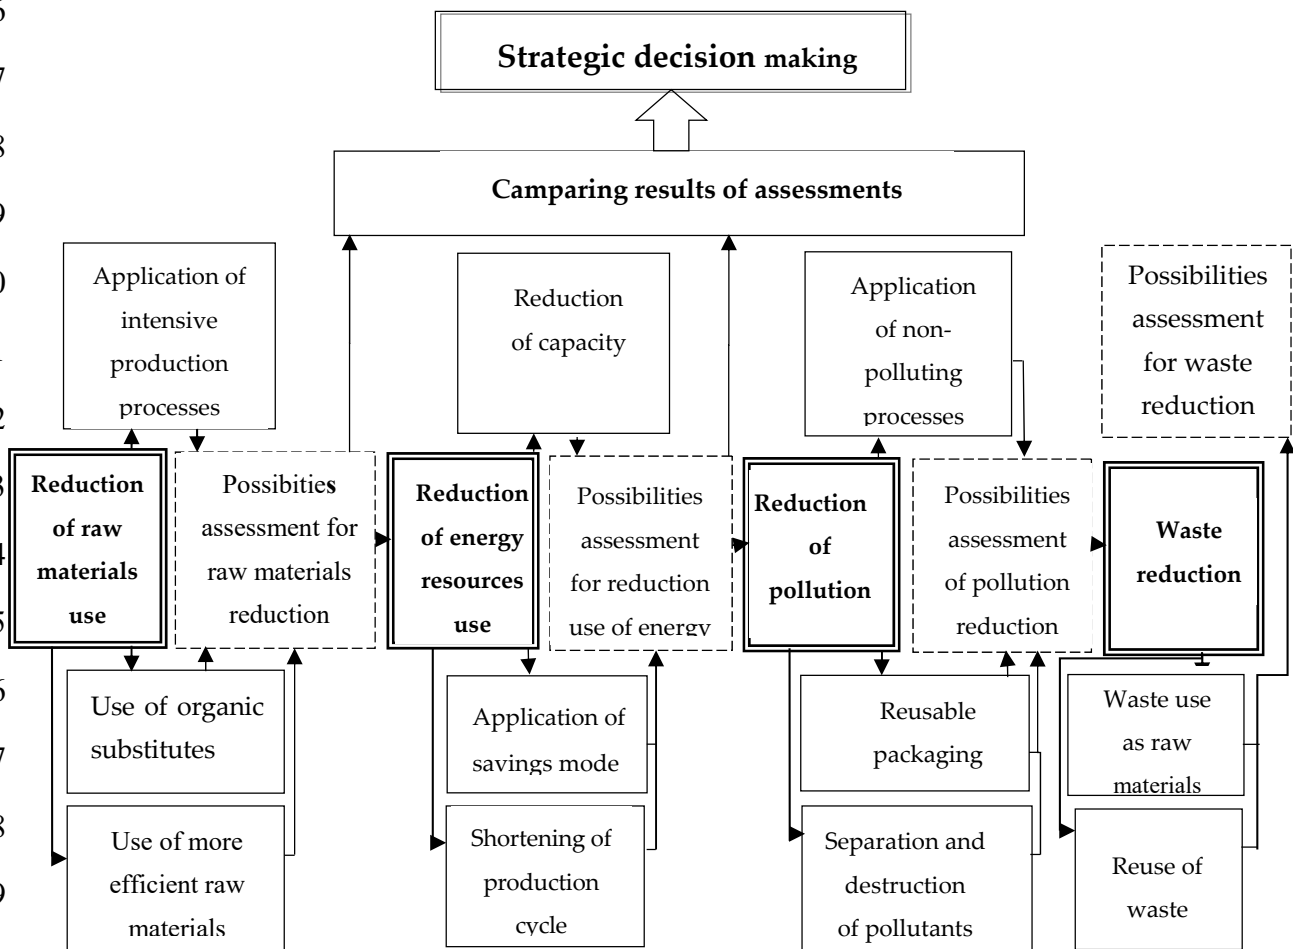 Strategic decision making
Camparing results of assessments
Application of
intensive
production
processes
Reduction
of capacity
Application
of non-
polluting
processes
Possibilities
assessment
for waste
reduction
Reduction
of raw
materials
use
Possibities
assessment for
raw materials
reduction
Reduction
of energy
resources
use
Possibilities
assessment
for reduction
use of energy
Reduction
of
pollution
Possibilities
assessment
of pollution
reduction
Waste
reduction
Use of organic
substitutes
Application of
savings mode
Reusable
packaging
Waste use
as raw
materials
Use of more
efficient raw
materials
Shortening of
production
cycle
Separation and
destruction
of pollutants
Reuse of
waste